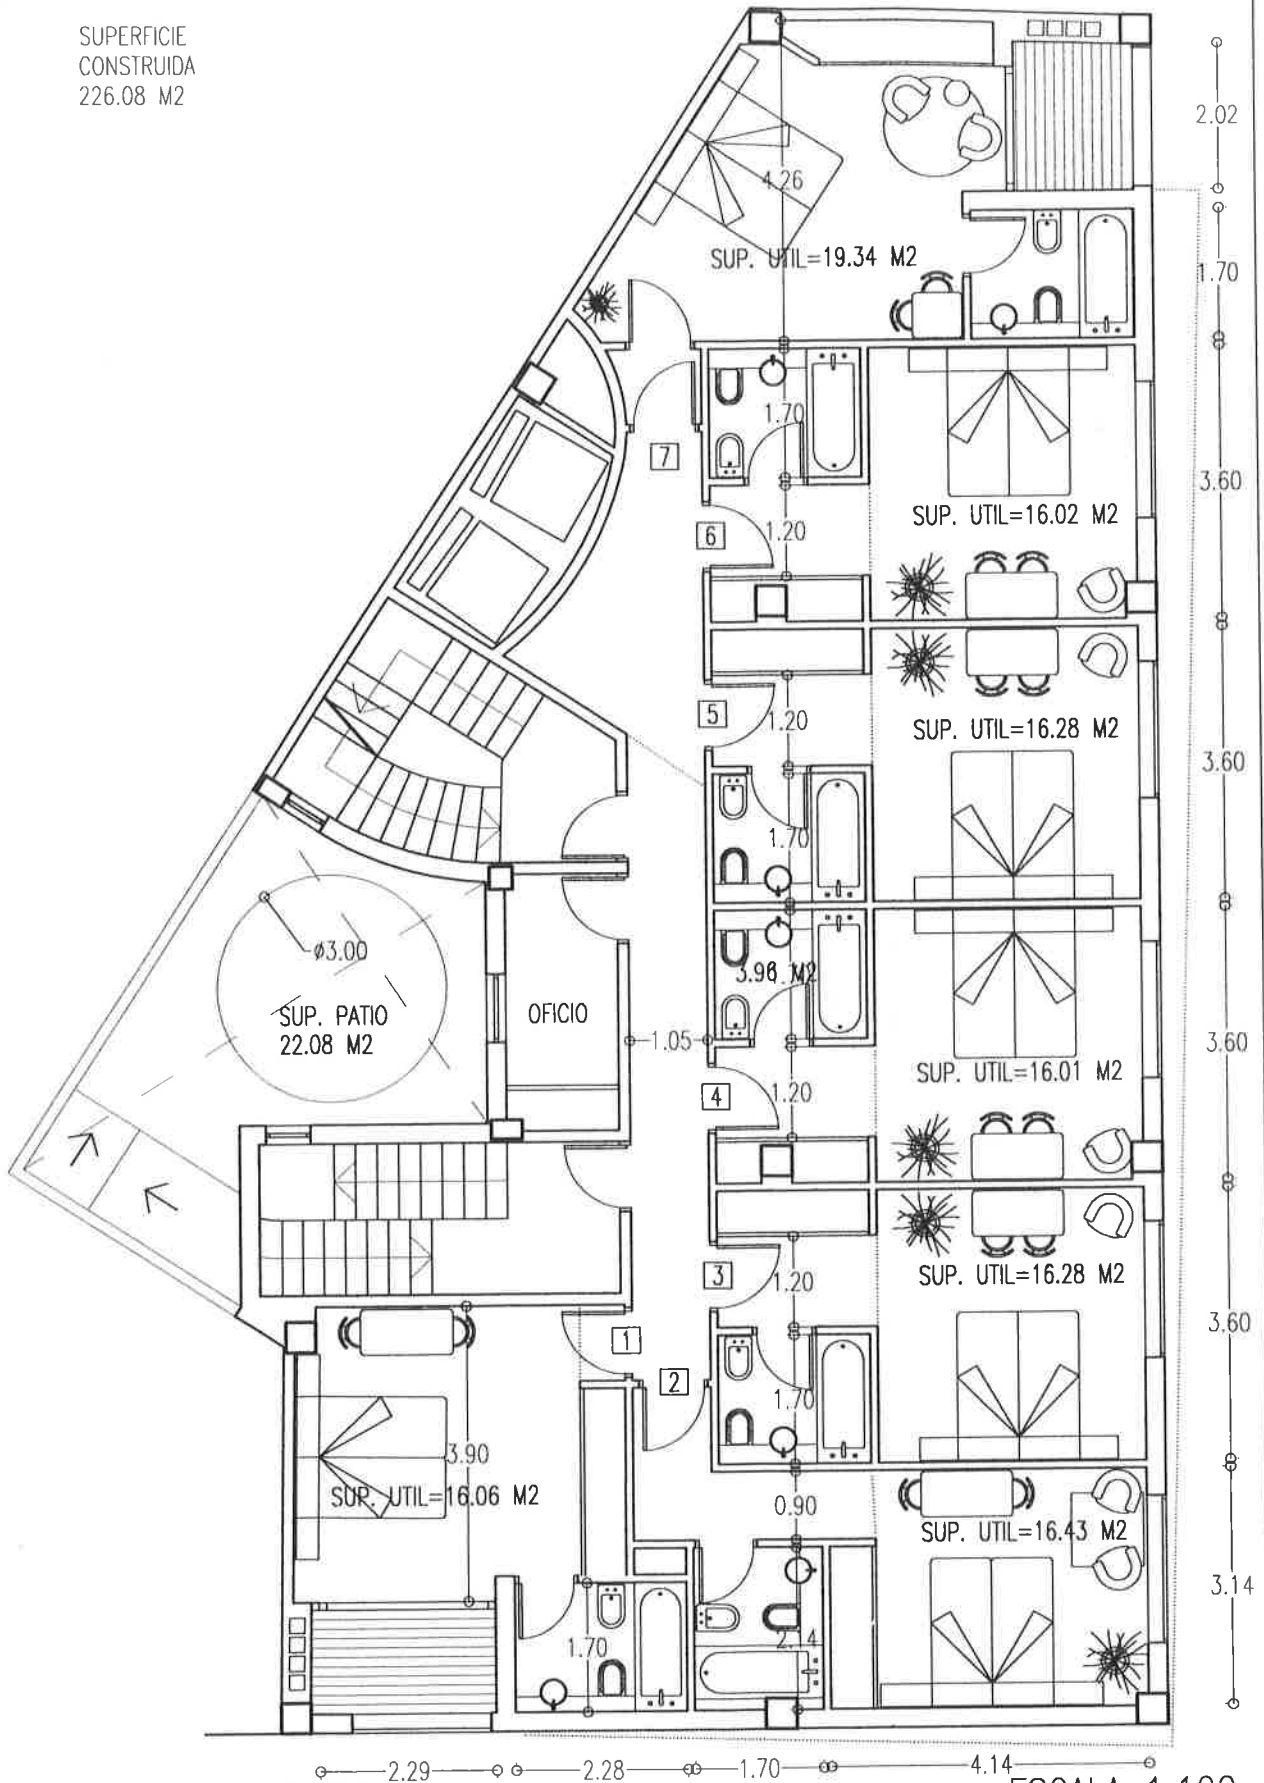 SUPERFICIE
CONSTRUIDA
226.08 M2
2.02
4.26
SUP. UTIL=19.34 M2
1.70
1.70
7
3.60
SUP. UTIL=16.02 M2
6
1.20
5
1.20
SUP. UTIL=16.28 M2
3.60
1.70
ø3.00
3.96 M2
SUP. PATIO
22.08 M2
OFICIO
1.05
3.60
SUP. UTIL=16.01 M2
4
1.20
3
1.20
SUP. UTIL=16.28 M2
3.60
1
2
1.70
3.90
SUP. UTIL=16.06 M2
0.90
SUP. UTIL=16.43 M2
3.14
1.70
2.14
2.29
2.28
1.70
4.14
ESCALA 1:100